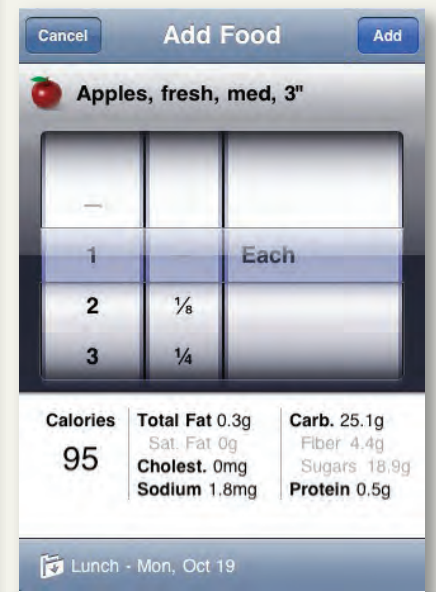 Cancel Add Food Add
Apples, fresh, med, 3"
—
1 — Each
2 ⅛
3 ¼
Calories Total Fat 0.3g Carb. 25.1g
Sat. Fat 0g Fiber 4.4g
95 Cholest. 0mg Sugars 18.9g
Sodium 1.8mg Protein 0.5g
Lunch - Mon, Oct 19